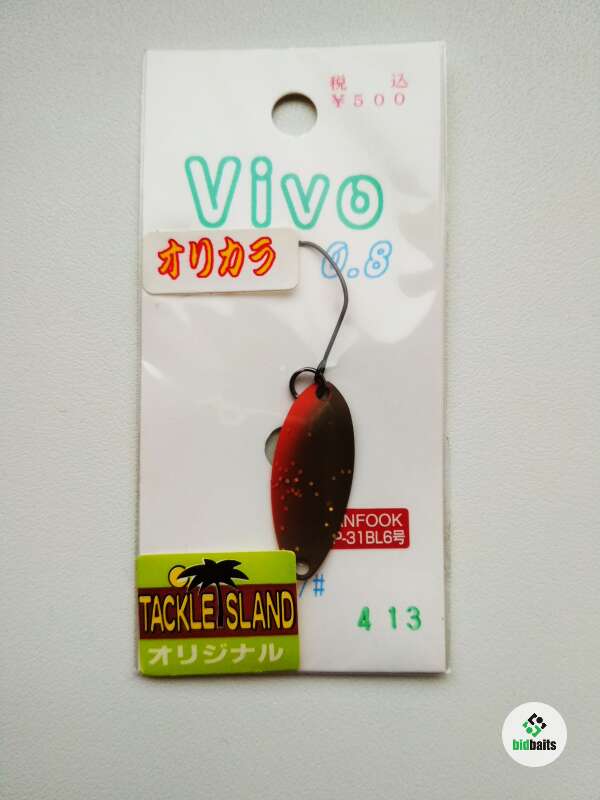 税 込
¥500
Vivo
オリカラ
0.8
NFOOK
P-31BL6号
#
413
TACKLE ISLAND
オリジナル
bidbaits